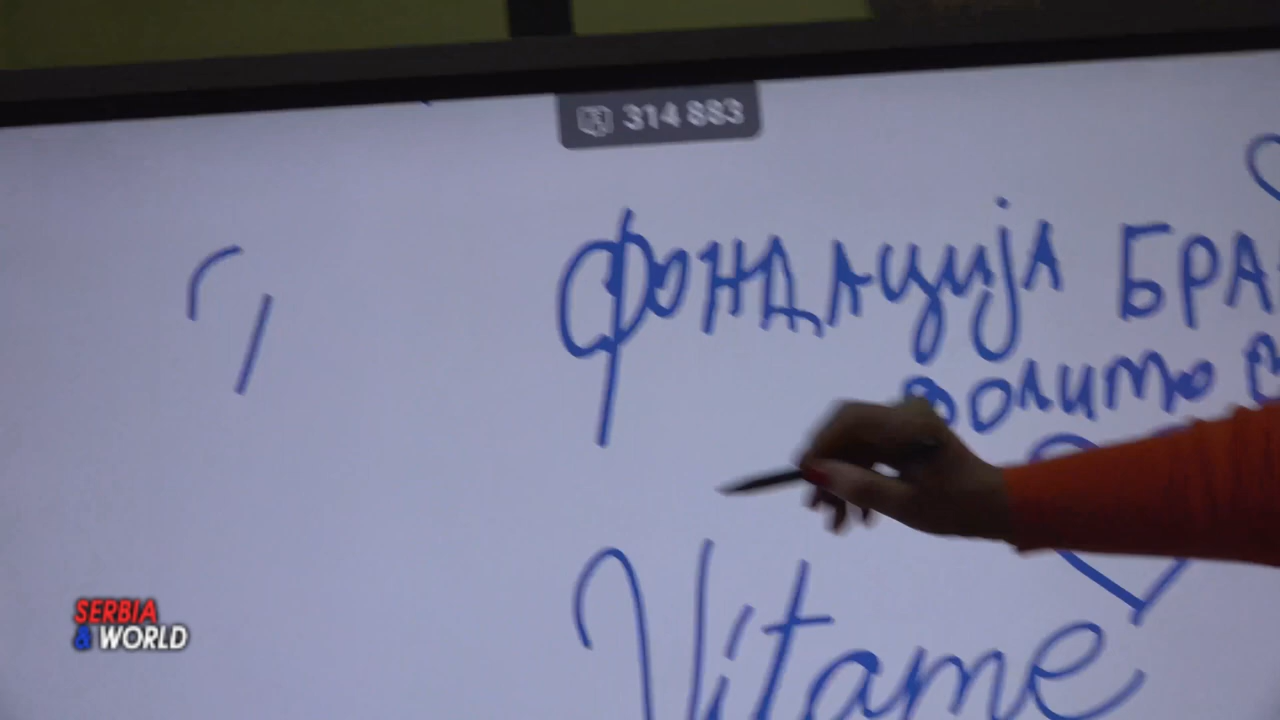 314 883
ФОНДАЦИЈА БРА
волимо
Vitame
SERBIA
& WORLD